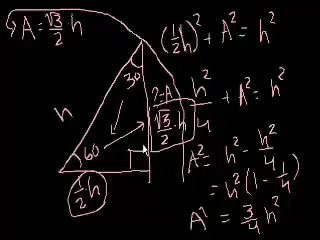 A = √3/2 · h
(1/2 h)² + A² = h²
30
h
60
1/2 h
? = A
√3/2 · h
h²/4 + A² = h²
A² = h² - h²/4
= h² (1 - 1/4)
A² = 3/4 h²